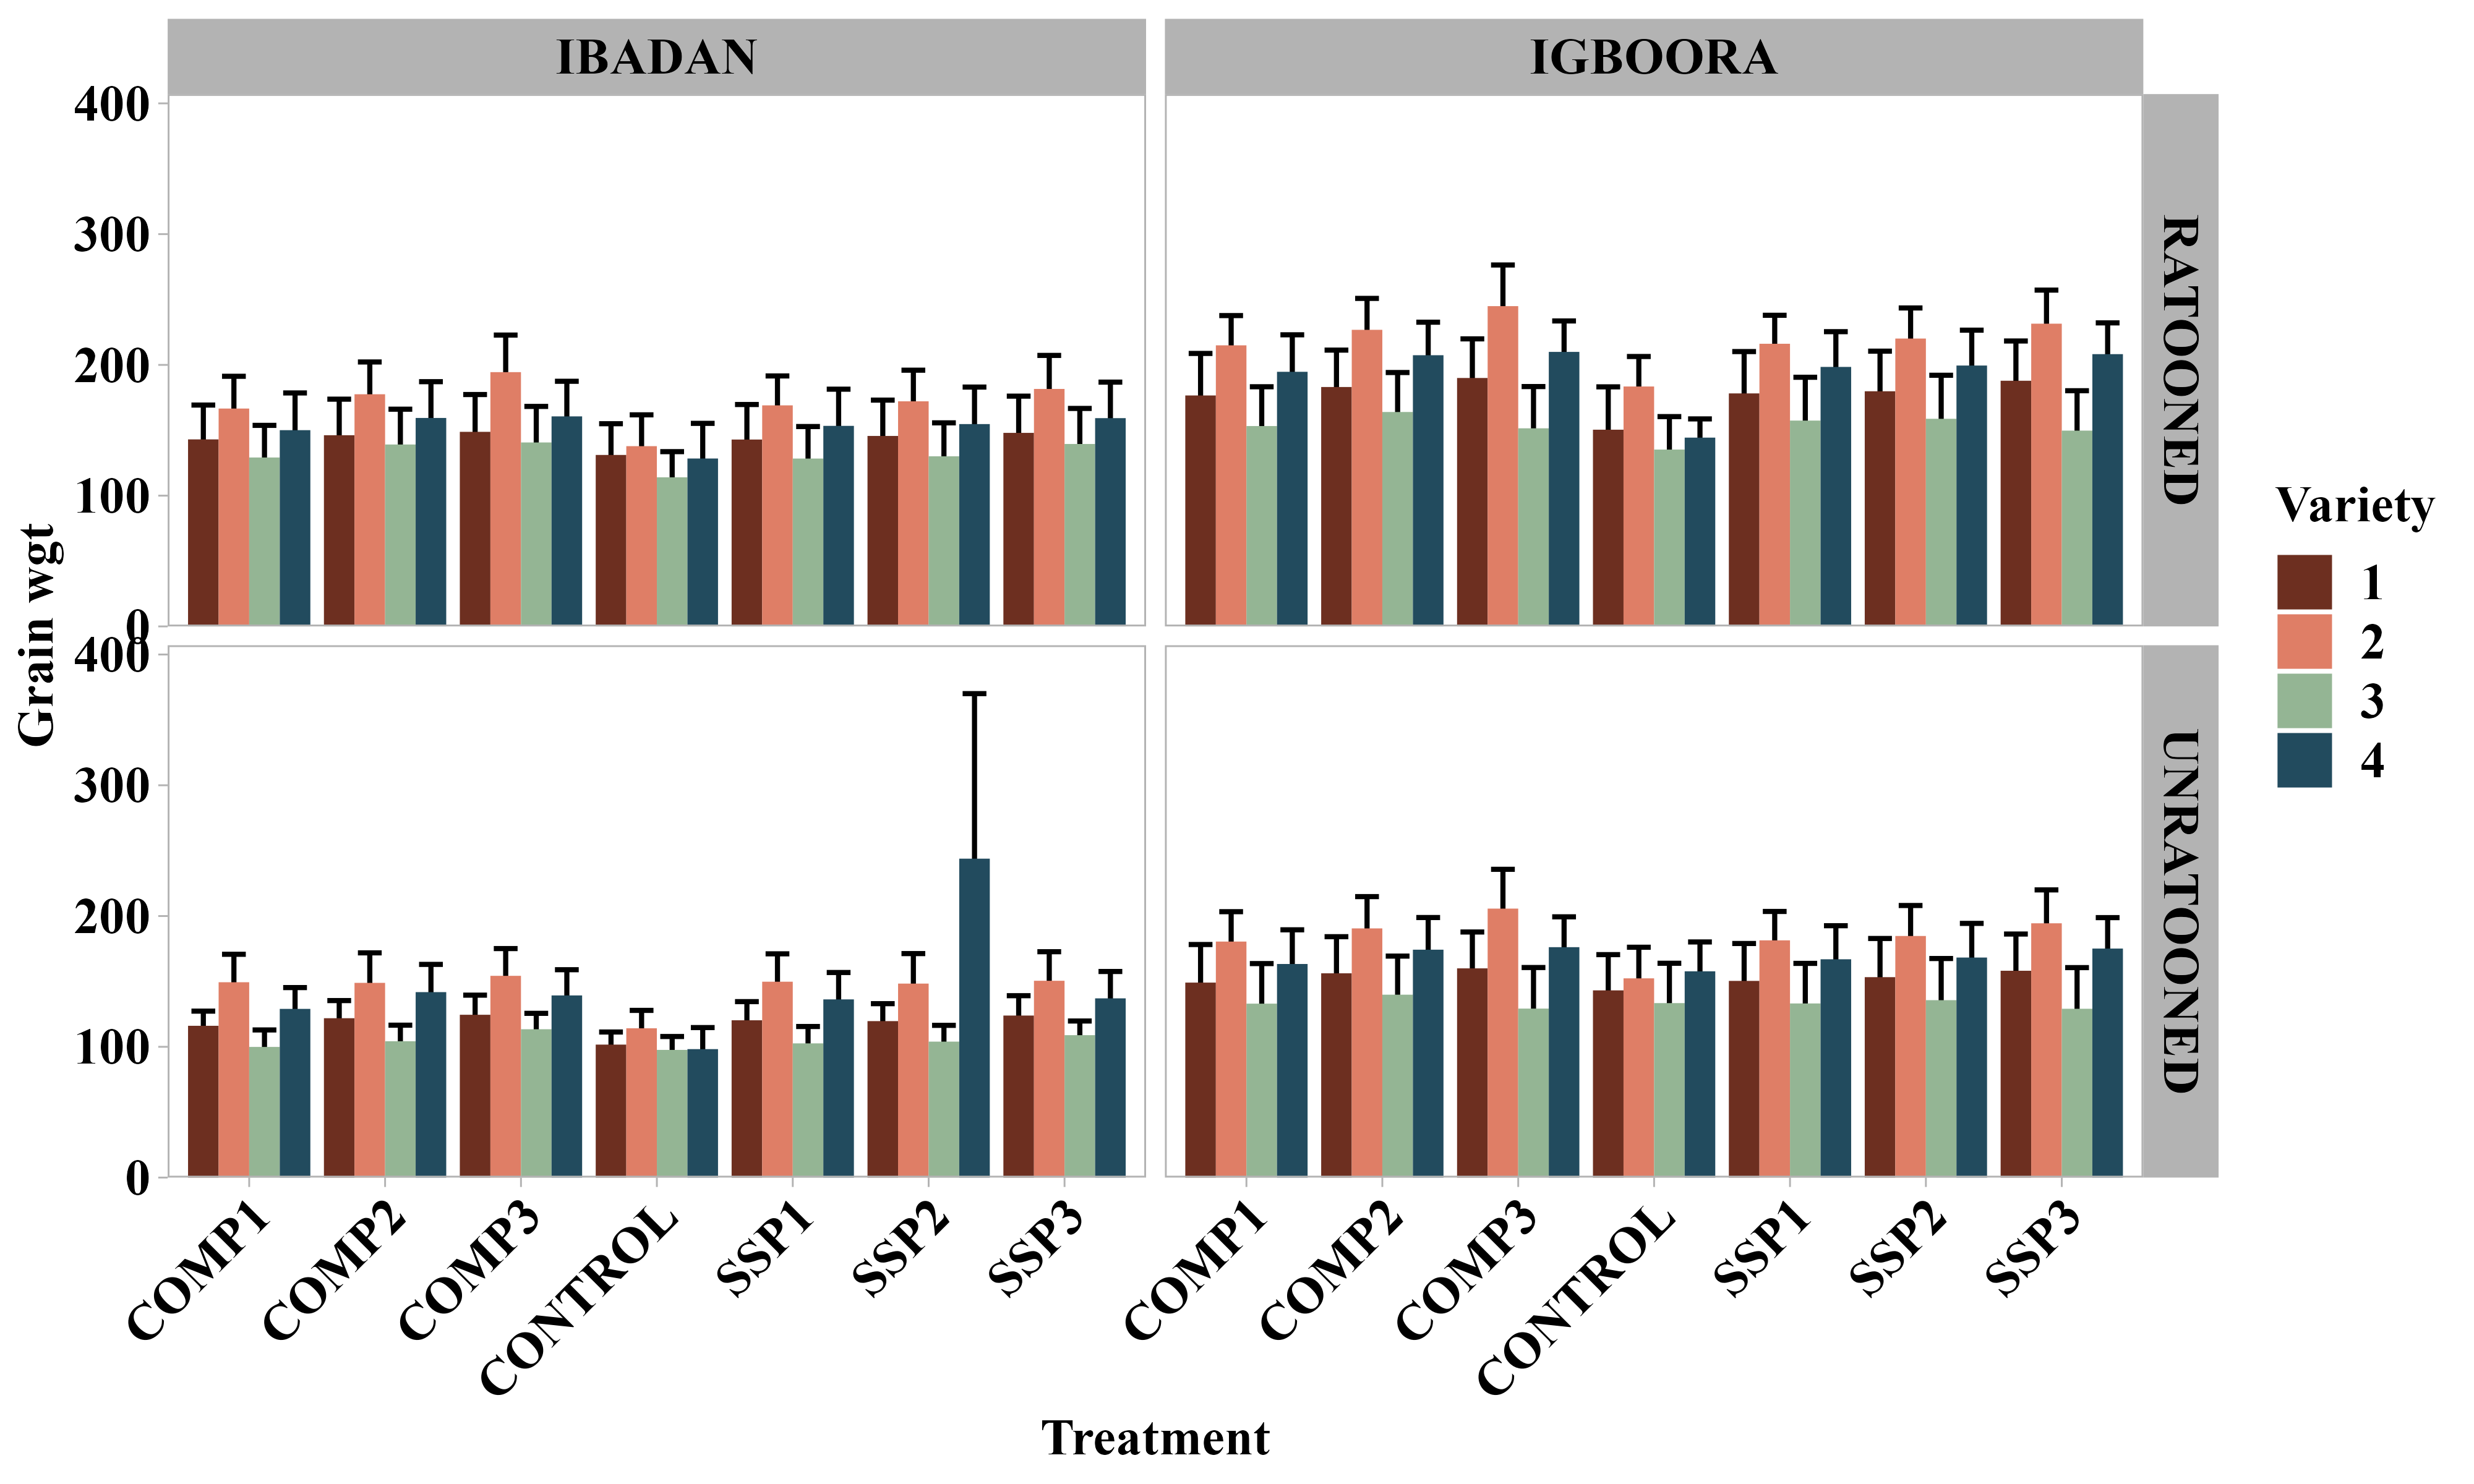 IBADAN
IGBOORA
400
300
200
100
0
RATOONED
400
300
200
100
0
UNRATOONED
Grain wgt
COMP1
COMP2
COMP3
CONTROL
SSP1
SSP2
SSP3
COMP1
COMP2
COMP3
CONTROL
SSP1
SSP2
SSP3
Treatment
Variety
1
2
3
4